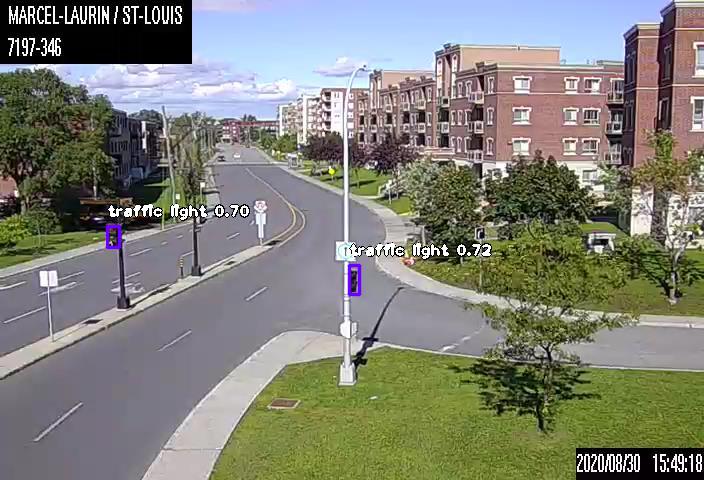 MARCEL-LAURIN / ST-LOUIS
7197-346
traffic light 0.70
traffic light 0.72
2020/08/30 15:49:18